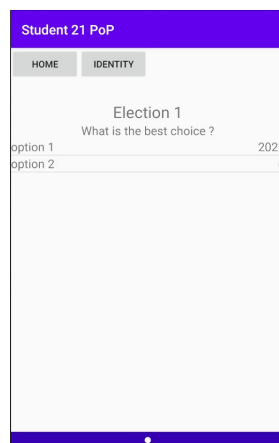 Student 21 PoP
HOME IDENTITY
Election 1
What is the best choice ?
option 1 202
option 2